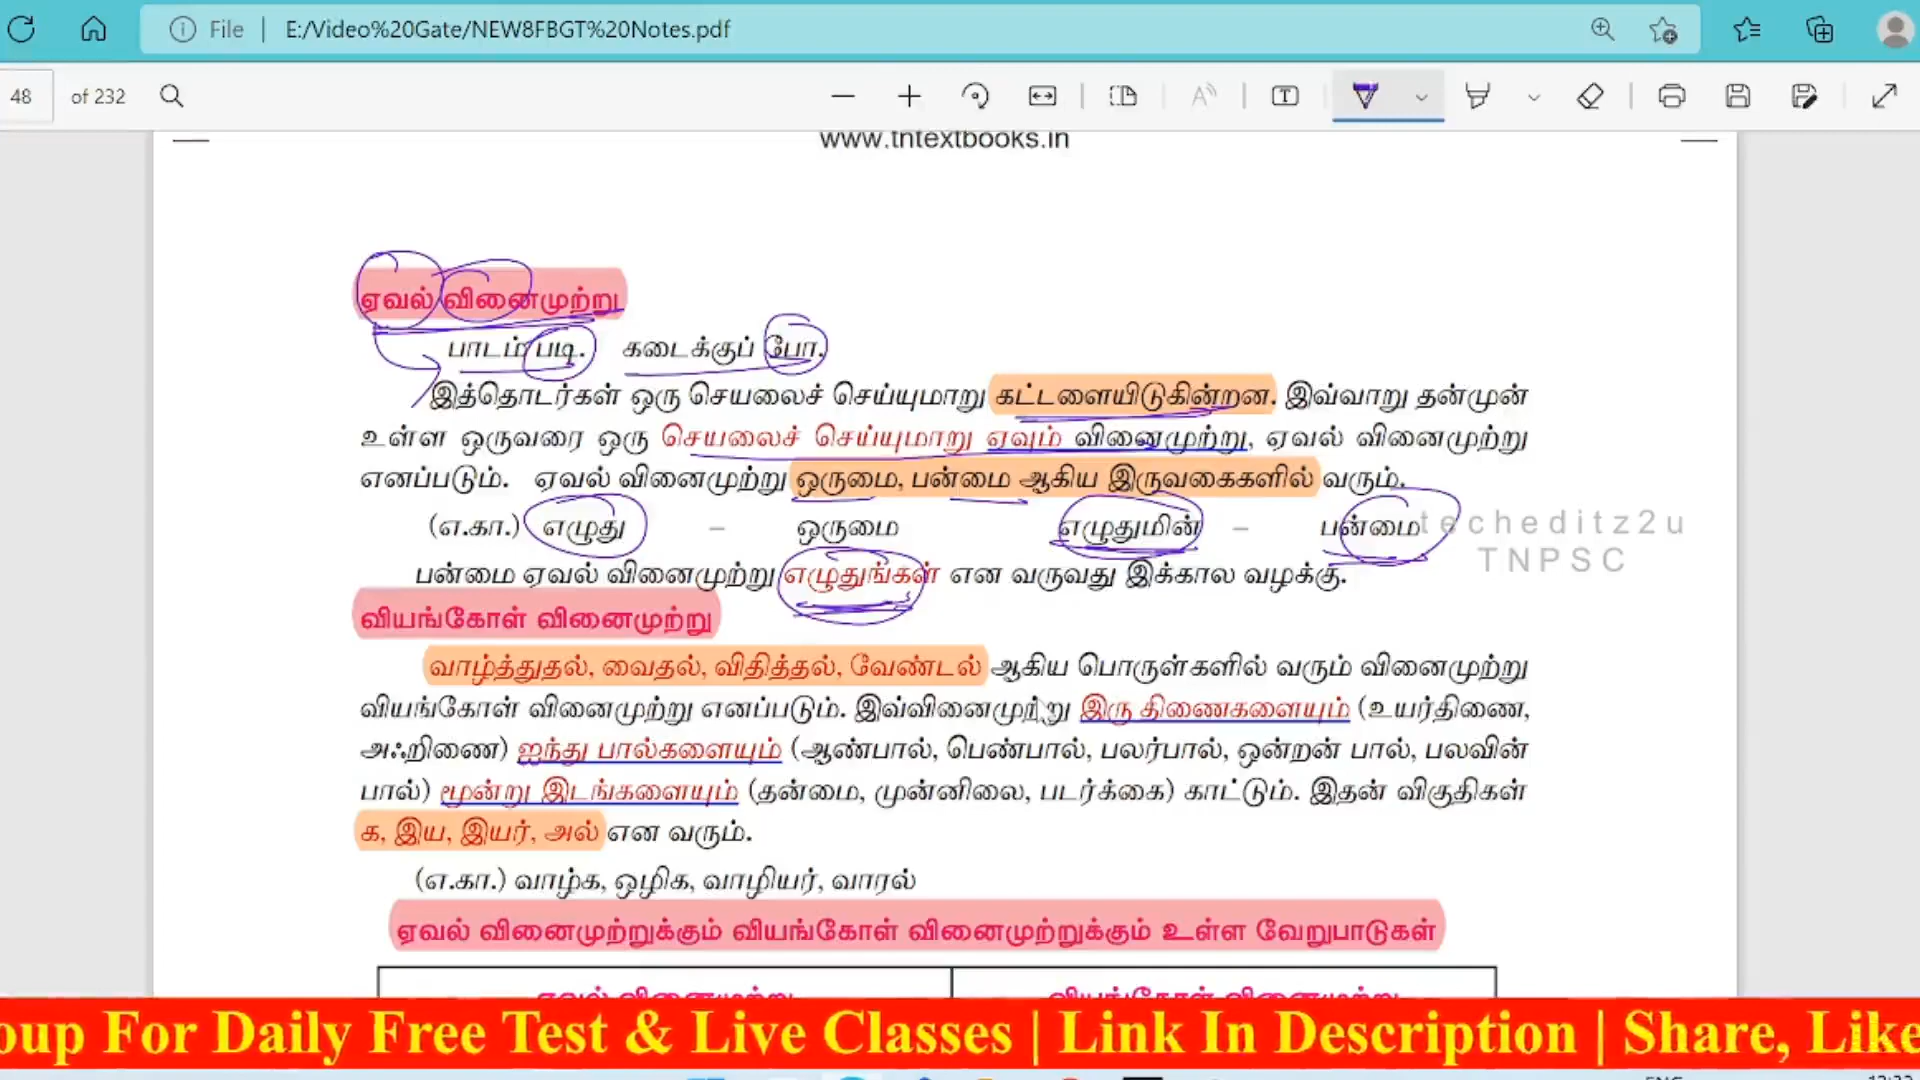 File | E:/Video%20Gate/NEW8FBGT%20Notes.pdf
48 of 232
www.tntextbooks.in
ஏவல் வினைமுற்று
பாடம் படி. கடைக்குப் போ.
இத்தொடர்கள் ஒரு செயலைச் செய்யுமாறு கட்டளையிடுகின்றன. இவ்வாறு தன்முன்
உள்ள ஒருவரை ஒரு செயலைச் செய்யுமாறு ஏவும் வினைமுற்று, ஏவல் வினைமுற்று
எனப்படும். ஏவல் வினைமுற்று ஒருமை, பன்மை ஆகிய இருவகைகளில் வரும்.
(எ.கா.) எழுது – ஒருமை எழுதுமின் – பன்மை
techeditz2u
TNPSC
பன்மை ஏவல் வினைமுற்று எழுதுங்கள் என வருவது இக்கால வழக்கு.
வியங்கோள் வினைமுற்று
வாழ்த்துதல், வைதல், விதித்தல், வேண்டல் ஆகிய பொருள்களில் வரும் வினைமுற்று
வியங்கோள் வினைமுற்று எனப்படும். இவ்வினைமுற்று இரு திணைகளையும் (உயர்திணை,
அஃறிணை) ஐந்து பால்களையும் (ஆண்பால், பெண்பால், பலர்பால், ஒன்றன் பால், பலவின்
பால்) மூன்று இடங்களையும் (தன்மை, முன்னிலை, படர்க்கை) காட்டும். இதன் விகுதிகள்
க, இய, இயர், அல் என வரும்.
(எ.கா.) வாழ்க, ஒழிக, வாழியர், வாரல்
ஏவல் வினைமுற்றுக்கும் வியங்கோள் வினைமுற்றுக்கும் உள்ள வேறுபாடுகள்
ஏவல் வினைமுற்று வியங்கோள் வினைமுற்று
oup For Daily Free Test & Live Classes | Link In Description | Share, Like